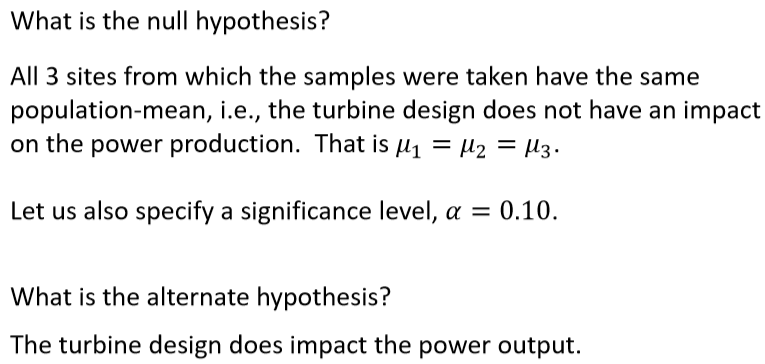 What is the null hypothesis?
All 3 sites from which the samples were taken have the same
population-mean, i.e., the turbine design does not have an impact
on the power production.  That is 𝜇₁ = 𝜇₂ = 𝜇₃.
Let us also specify a significance level, 𝛼 = 0.10.
What is the alternate hypothesis?
The turbine design does impact the power output.